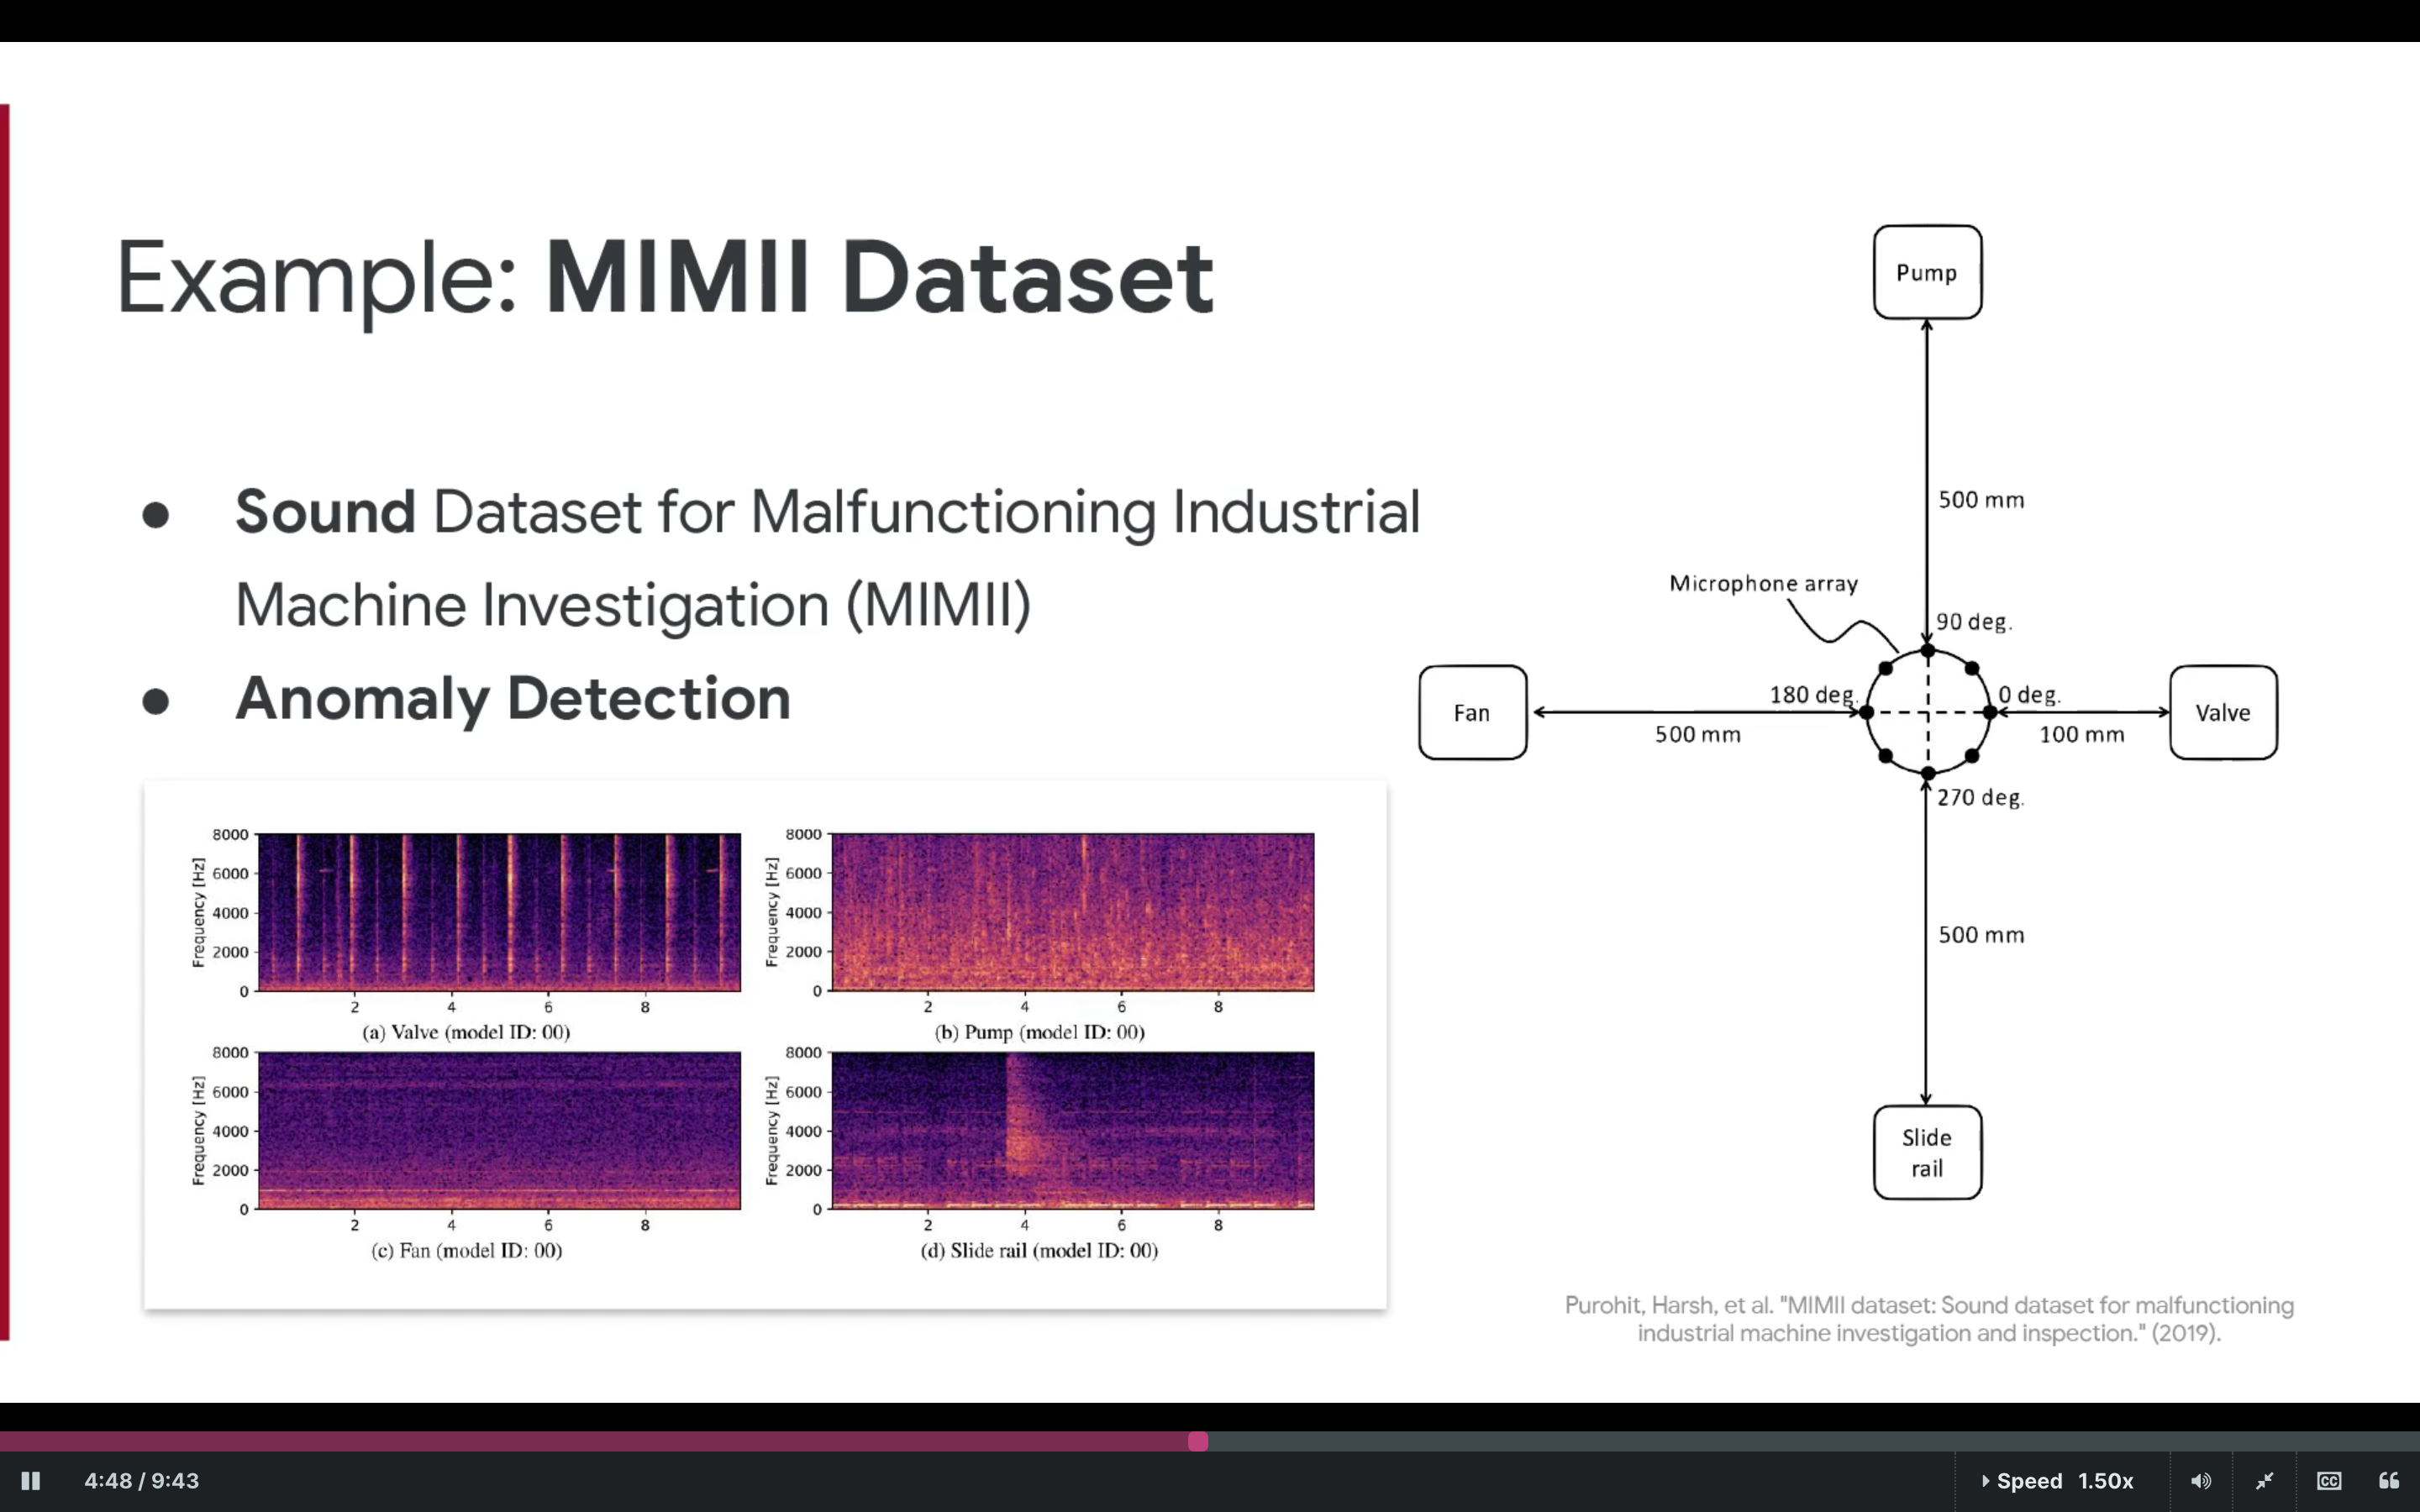 Example: MIMII Dataset
● Sound Dataset for Malfunctioning Industrial
Machine Investigation (MIMII)
● Anomaly Detection
8000
6000
4000
2000
0
Frequency [Hz]
2 4 6 8
(a) Valve (model ID: 00)
8000
6000
4000
2000
0
Frequency [Hz]
2 4 6 8
(b) Pump (model ID: 00)
8000
6000
4000
2000
0
Frequency [Hz]
2 4 6 8
(c) Fan (model ID: 00)
8000
6000
4000
2000
0
Frequency [Hz]
2 4 6 8
(d) Slide rail (model ID: 00)
Pump
500 mm
Microphone array
90 deg.
Fan
180 deg.
500 mm
0 deg.
100 mm
Valve
270 deg.
500 mm
Slide
rail
Purohit, Harsh, et al. "MIMII dataset: Sound dataset for malfunctioning
industrial machine investigation and inspection." (2019).
4:48 / 9:43
Speed 1.50x
CC